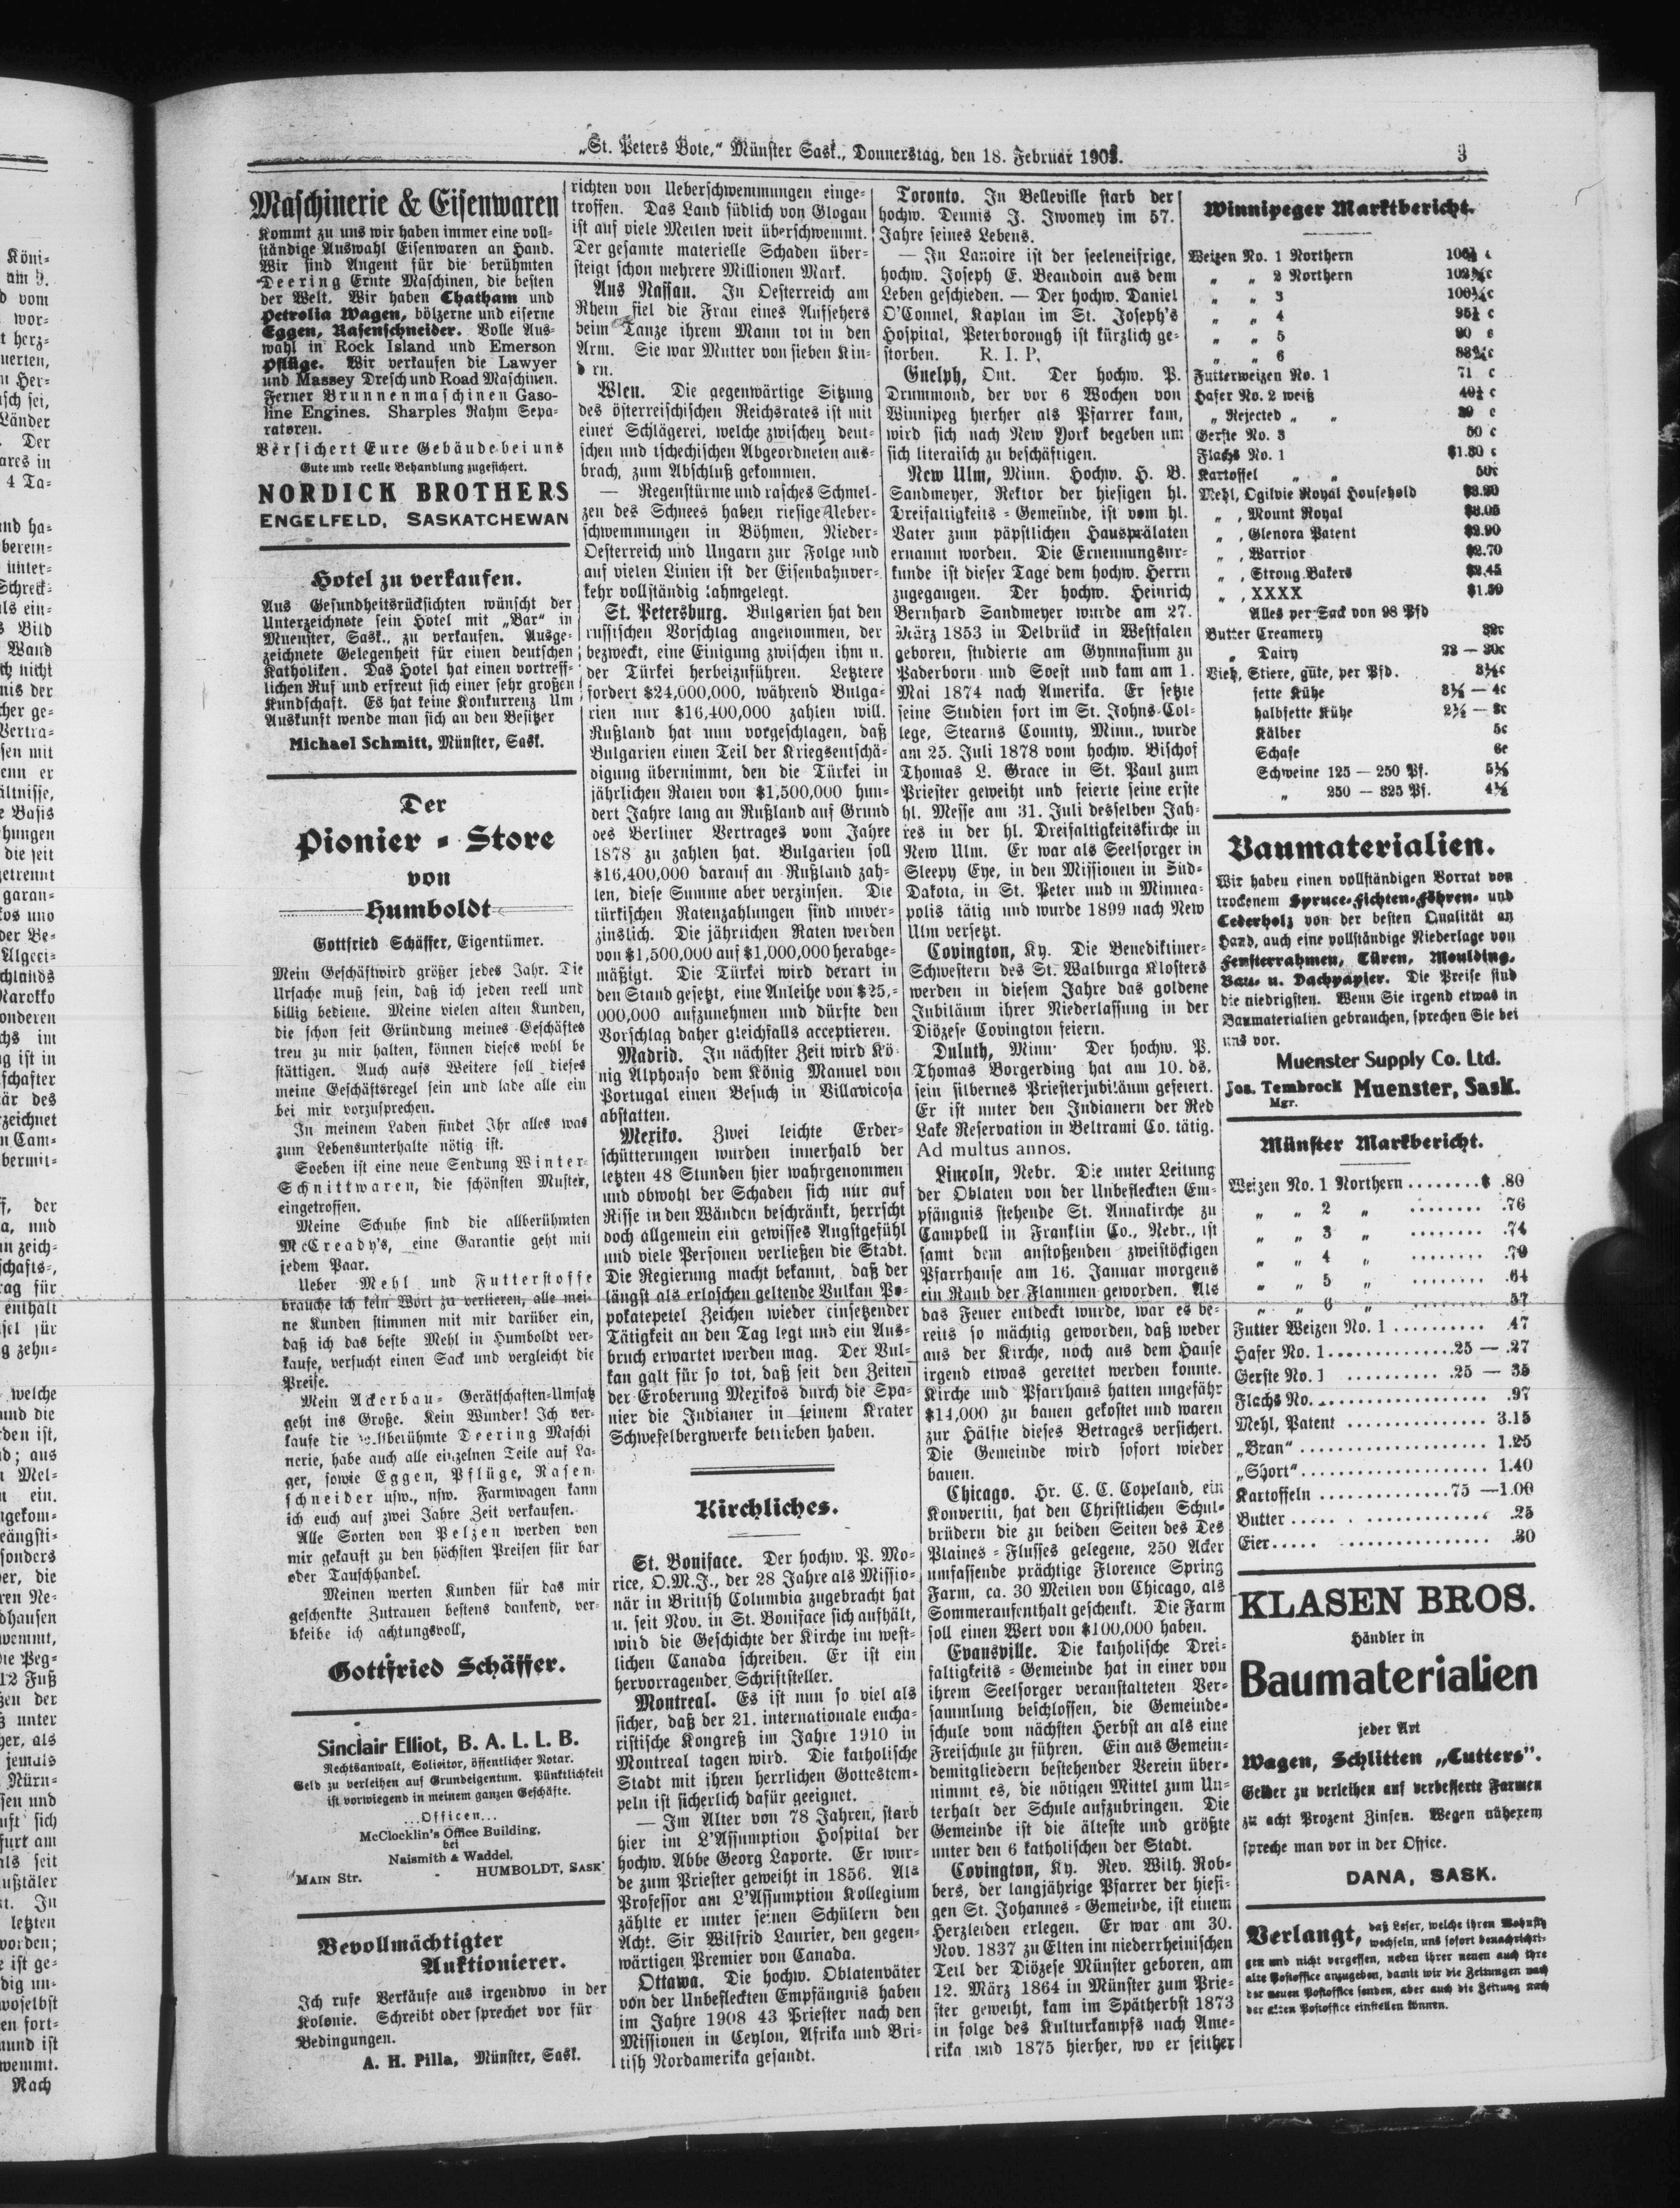 „St. Peters Bote,“ Münster Sask., Donnerstag, den 18. Februar 1909.
3
Maschinerie & Eisenwaren
Kommt zu uns wir haben immer eine voll-
ständige Auswahl Eisenwaren an Hand.
Wir sind Angent für die berühmten
Deering Ernte Maschinen, die besten
der Welt. Wir haben Chatham und
Petrolia Wagen, bölzerne und eiserne
Eggen, Rasenschneider. Volle Aus-
wahl in Rock Island und Emerson
Pflüge. Wir verkaufen die Lawyer
und Massey Dresch und Road Maschinen.
Ferner Brunnenmaschinen Gaso-
line Engines. Sharples Rahm Sepa-
ratoren.
Versichert Eure Gebäude bei uns
Gute und reelle Behandlung zugesichert.
NORDICK BROTHERS
ENGELFELD, SASKATCHEWAN
Hotel zu verkaufen.
Aus Gesundheitsrücksichten wünscht der
Unterzeichnete sein Hotel mit „Bar“ in
Muenster, Sask., zu verkaufen. Ausge-
zeichnete Gelegenheit für einen deutschen
Katholiken. Das Hotel hat einen vortreff-
lichen Ruf und erfreut sich einer sehr großen
Kundschaft. Es hat keine Konkurrenz Um
Auskunft wende man sich an den Besitzer
Michael Schmitt, Münster, Sask.
Der
Pionier - Store
von
Humboldt
Gottfried Schäffer, Eigentümer.
Mein Geschäftwird größer jedes Jahr. Die
Ursache muß sein, daß ich jeden reell und
billig bediene. Meine vielen alten Kunden,
die schon seit Gründung meines Geschäftes
treu zu mir halten, können dieses wohl be
stättigen. Auch aufs Weitere soll dieses
meine Geschäftsregel sein und lade alle ein
bei mir vorzusprechen.
In meinem Laden findet Ihr alles was
zum Lebensunterhalte nötig ist.
Soeben ist eine neue Sendung Winter-
Schnittwaren, die schönsten Muster,
eingetroffen.
Meine Schuhe sind die allberühmten
McCready's, eine Garantie geht mit
jedem Paar.
Ueber Mehl und Futterstoffe
brauche ich kein Wort zu verlieren, alle mei-
ne Kunden stimmen mit mir darüber ein,
daß ich das beste Mehl in Humboldt ver-
kaufe, versucht einen Sack und vergleicht die
Preise.
Mein Ackerbau- Gerätschaften-Umsatz
geht ins Große. Kein Wunder! Ich ver-
kaufe die weltberühmte Deering Maschi
nerie, habe auch alle einzelnen Teile auf La-
ger, sowie Eggen, Pflüge, Rasen-
schneider usw., usw. Farmwagen kann
ich euch auf zwei Jahre Zeit verkaufen.
Alle Sorten von Pelzen werden von
mir gekauft zu den höchsten Preisen für bar
oder Tauschhandel.
Meinen werten Kunden für das mir
geschenkte Zutrauen bestens dankend, ver-
bleibe ich achtungsvoll,
Gottfried Schäffer.
Sinclair Elliot, B. A. L. L. B.
Rechtsanwalt, Solicitor, öffentlicher Notar.
Geld zu verleihen auf Grundeigentum. Pünktlichkeit
ist vorwiegend in meinem ganzen Geschäfte.
...Officen...
McClocklin's Office Building,
bei
Naismith & Waddel,
MAIN Str. - HUMBOLDT, SASK
Bevollmächtigter
Auktionierer.
Ich rufe Verkäufe aus irgendwo in der
Kolonie. Schreibt oder sprechet vor für
Bedingungen.
A. H. Pilla, Münster, Sask.
richten von Ueberschwemmungen einge-
troffen. Das Land südlich von Glogau
ist auf viele Meilen weit überschwemmt.
Der gesamte materielle Schaden über-
steigt schon mehrere Millionen Mark.
Aus Nassau. In Oesterreich am
Rhein fiel die Frau eines Aufsehers
beim Tanze ihrem Mann tot in den
Arm. Sie war Mutter von sieben Kin-
d rn.
Wien. Die gegenwärtige Sitzung
des österreischischen Reichsrates ist mit
einer Schlägerei, welche zwischen deut-
schen und tschechischen Abgeordneten aus-
brach, zum Abschluß gekommen.
— Regenstürme und rasches Schmel-
zen des Schnees haben riesige Ueber-
schwemmungen in Böhmen, Nieder-
Oesterreich und Ungarn zur Folge und
auf vielen Linien ist der Eisenbahnver-
kehr vollständig lahmgelegt.
St. Petersburg. Bulgarien hat den
russischen Vorschlag angenommen, der
bezweckt, eine Einigung zwischen ihm u.
der Türkei herbeizuführen. Letztere
fordert $24,000,000, während Bulga-
rien nur $16,400,000 zahlen will.
Rußland hat nun vorgeschlagen, daß
Bulgarien einen Teil der Kriegsentschä-
digung übernimmt, den die Türkei in
jährlichen Raten von $1,500,000 hun-
dert Jahre lang an Rußland auf Grund
des Berliner Vertrages vom Jahre
1878 zu zahlen hat. Bulgarien soll
$16,400,000 darauf an Rußland zah-
len, diese Summe aber verzinsen. Die
türkischen Ratenzahlungen sind unver-
zinslich. Die jährlichen Raten werden
von $1,500,000 auf $1,000,000 herabge-
mäßigt. Die Türkei wird derart in
den Stand gesetzt, eine Anleihe von $25,-
000,000 aufzunehmen und dürfte den
Vorschlag daher gleichfalls acceptieren.
Madrid. In nächster Zeit wird Kö
nig Alphonso dem König Manuel von
Portugal einen Besuch in Villavicosa
abstatten.
Mexiko. Zwei leichte Erder-
schütterungen wurden innerhalb der
letzten 48 Stunden hier wahrgenommen
und obwohl der Schaden sich nur auf
Risse in den Wänden beschränkt, herrscht
doch allgemein ein gewisses Angstgefühl
und viele Personen verließen die Stadt.
Die Regierung macht bekannt, daß der
längst als erloschen geltende Vulkan Po-
pokatepetel Zeichen wieder einsetzender
Tätigkeit an den Tag legt und ein Aus-
bruch erwartet werden mag. Der Vul-
kan galt für so tot, daß seit den Zeiten
der Eroberung Mexikos durch die Spa-
nier die Indianer in seinem Krater
Schwefelbergwerke betrieben haben.
Kirchliches.
St. Boniface. Der hochw. P. Mo-
rice, O.M.J., der 28 Jahre als Missio-
när in British Columbia zugebracht hat
u. seit Nov. in St. Boniface sich aufhält,
wird die Geschichte der Kirche im west-
lichen Canada schreiben. Er ist ein
hervorragender Schriftsteller.
Montreal. Es ist nun so viel als
sicher, daß der 21. internationale eucha-
ristische Kongreß im Jahre 1910 in
Montreal tagen wird. Die katholische
Stadt mit ihren herrlichen Gottestem-
peln ist sicherlich dafür geeignet.
— Im Alter von 78 Jahren, starb
hier im L'Assumption Hospital der
hochw. Abbe Georg Laporte. Er wur-
de zum Priester geweiht in 1856. Als
Professor am L'Assumption Kollegium
zählte er unter seinen Schülern den
Acht. Sir Wilfrid Laurier, den gegen-
wärtigen Premier von Canada.
Ottawa. Die hochw. Oblatenväter
von der Unbefleckten Empfängnis haben
im Jahre 1908 43 Priester nach den
Missionen in Ceylon, Afrika und Bri-
tish Nordamerika gesandt.
Toronto. In Belleville starb der
hochw. Dennis J. Twomey im 57.
Jahre seines Lebens.
— In Lanoire ist der seeleneifrige,
hochw. Joseph E. Beaudoin aus dem
Leben geschieden. — Der hochw. Daniel
O'Connel, Kaplan im St. Joseph's
Hospital, Peterborough ist kürzlich ge-
storben. R. I. P.
Guelph, Ont. Der hochw. P.
Drummond, der vor 6 Wochen von
Winnipeg hierher als Pfarrer kam,
wird sich nach New York begeben um
sich literaisch zu beschäftigen.
New Ulm, Minn. Hochw. H. B.
Sandmeyer, Rektor der hiesigen hl.
Dreifaltigkeits - Gemeinde, ist vom hl.
Vater zum päpstlichen Hausprälaten
ernannt worden. Die Ernennungsur-
kunde ist dieser Tage dem hochw. Herrn
zugegangen. Der hochw. Heinrich
Bernhard Sandmeyer wurde am 27.
März 1853 in Delbrück in Westfalen
geboren, studierte am Gymnasium zu
Paderborn und Soest und kam am 1.
Mai 1874 nach Amerika. Er setzte
seine Studien fort im St. Johns-Col-
lege, Stearns County, Minn., wurde
am 25. Juli 1878 vom hochw. Bischof
Thomas L. Grace in St. Paul zum
Priester geweiht und feierte seine erste
hl. Messe am 31. Juli desselben Jah-
res in der hl. Dreifaltigkeitskirche in
New Ulm. Er war als Seelsorger in
Sleepy Eye, in den Missionen in Süd-
Dakota, in St. Peter und in Minnea-
polis tätig und wurde 1899 nach New
Ulm versetzt.
Covington, Ky. Die Benediktiner-
Schwestern des St. Walburga Klosters
werden in diesem Jahre das goldene
Jubiläum ihrer Niederlassung in der
Diözese Covington feiern.
Duluth, Minn. Der hochw. P.
Thomas Borgerding hat am 10. ds.
sein silbernes Priesterjubiläum gefeiert.
Er ist unter den Indianern der Red
Lake Reservation in Beltrami Co. tätig.
Ad multus annos.
Lincoln, Nebr. Die unter Leitung
der Oblaten von der Unbefleckten Em-
pfängnis stehende St. Annakirche zu
Campbell in Franklin Co., Nebr., ist
samt dem anstoßenden zweistöckigen
Pfarrhause am 16. Januar morgens
ein Raub der Flammen geworden. Als
das Feuer entdeckt wurde, war es be-
reits so mächtig geworden, daß weder
aus der Kirche, noch aus dem Hause
irgend etwas gerettet werden konnte.
Kirche und Pfarrhaus hatten ungefähr
$14,000 zu bauen gekostet und waren
zur Hälfte dieses Betrages versichert.
Die Gemeinde wird sofort wieder
bauen.
Chicago. Hr. C. C. Copeland, ein
Konvertit, hat den Christlichen Schul-
brüdern die zu beiden Seiten des Des
Plaines - Flusses gelegene, 250 Acker
umfassende prächtige Florence Spring
Farm, ca. 30 Meilen von Chicago, als
Sommeraufenthalt geschenkt. Die Farm
soll einen Wert von $100,000 haben.
Evansville. Die katholische Drei-
faltigkeits - Gemeinde hat in einer von
ihrem Seelsorger veranstalteten Ver-
sammlung beschlossen, die Gemeinde-
schule vom nächsten Herbst an als eine
Freischule zu führen. Ein aus Gemein-
demitgliedern bestehender Verein über-
nimmt es, die nötigen Mittel zum Un-
terhalt der Schule aufzubringen. Die
Gemeinde ist die älteste und größte
unter den 6 katholischen der Stadt.
Covington, Ky. Rev. Wilh. Rob-
bers, der langjährige Pfarrer der hiesi-
gen St. Johannes - Gemeinde, ist einem
Herzleiden erlegen. Er war am 30.
Nov. 1837 zu Elten im niederrheinischen
Teil der Diözese Münster geboren, am
12. März 1864 in Münster zum Prie-
ster geweiht, kam im Spätherbst 1873
in folge des Kulturkampfs nach Ame-
rika und 1875 hierher, wo er seither
Winnipeger Marktbericht.
Weizen No. 1 Northern
„ „ 2 Northern
„ „ 3
„ „ 4
„ „ 5
„ „ 6
Futterweizen No. 1 71 c
Hafer No. 2 weiß
„ Rejected „ „
Gerste No. 3 50 c
Flachs No. 1 $1.30 c
Kartoffel „ „ 50c
Mehl, Ogilvie Royal Household
„ , Mount Royal $3.05
„ , Glenora Patent $2.90
„ , Warrior $2.70
„ , Strong Bakers $2.45
„ , XXXX
Alles per Sack von 98 Pfd
Butter Creamery 32c
„ Dairy 28 — 30c
Vieh, Stiere, gute, per Pfd. 3½c
fette Kühe 3½ — 4c
halbfette Kühe 2½ — 3c
Kälber 5c
Schafe 6c
Schweine 125 — 250 Pf. 5½
„ 250 — 325 Pf. 4½
Baumaterialien.
Wir haben einen vollständigen Vorrat von
trockenem Spruce-Fichten-Föhren- und
Cederholz von der besten Qualität an
Hand, auch eine vollständige Niederlage von
Fensterrahmen, Türen, Moulding,
Bau- u. Dachpapier. Die Preise sind
die niedrigsten. Wenn Sie irgend etwas in
Baumaterialien gebrauchen, sprechen Sie bei
uns vor.
Muenster Supply Co. Ltd.
Jos. Tembrock Muenster, Sask.
Mgr.
Münster Markbericht.
Weizen No. 1 Northern ........$ .80
„ „ 2 „ ........ .76
„ „ 3 „ ........ .74
„ „ 4 „ ........ .70
„ „ 5 „ ........ .64
„ „ 6 „ ........ .57
Futter Weizen No. 1 .......... .47
Hafer No. 1..............25 — .27
Gerste No. 1 .......... .25 — 35
Flachs No. ................. .97
Mehl, Patent ................ 3.15
„Bran“ ..................... 1.25
„Short“..................... 1.40
Kartoffeln ...............75 —1.00
Butter..... . .............. .25
Eier..... ................ .30
KLASEN BROS.
Händler in
Baumaterialien
jeder Art
Wagen, Schlitten „Cutters“.
Gelder zu verleihen auf verbesserte Farmen
zu acht Prozent Zinsen. Wegen näherem
spreche man vor in der Office.
DANA, SASK.
Verlangt, daß Leser, welche ihren Wohnsitz
wechseln, uns sofort benachrichti-
gen und nicht vergessen, neben ihrer neuen auch ihre
alte Postoffice anzugeben, damit wir die Zeitungen nach
der neuen Postoffice senden, aber auch die Zeitung nach
der alten Postoffice einstellen können.